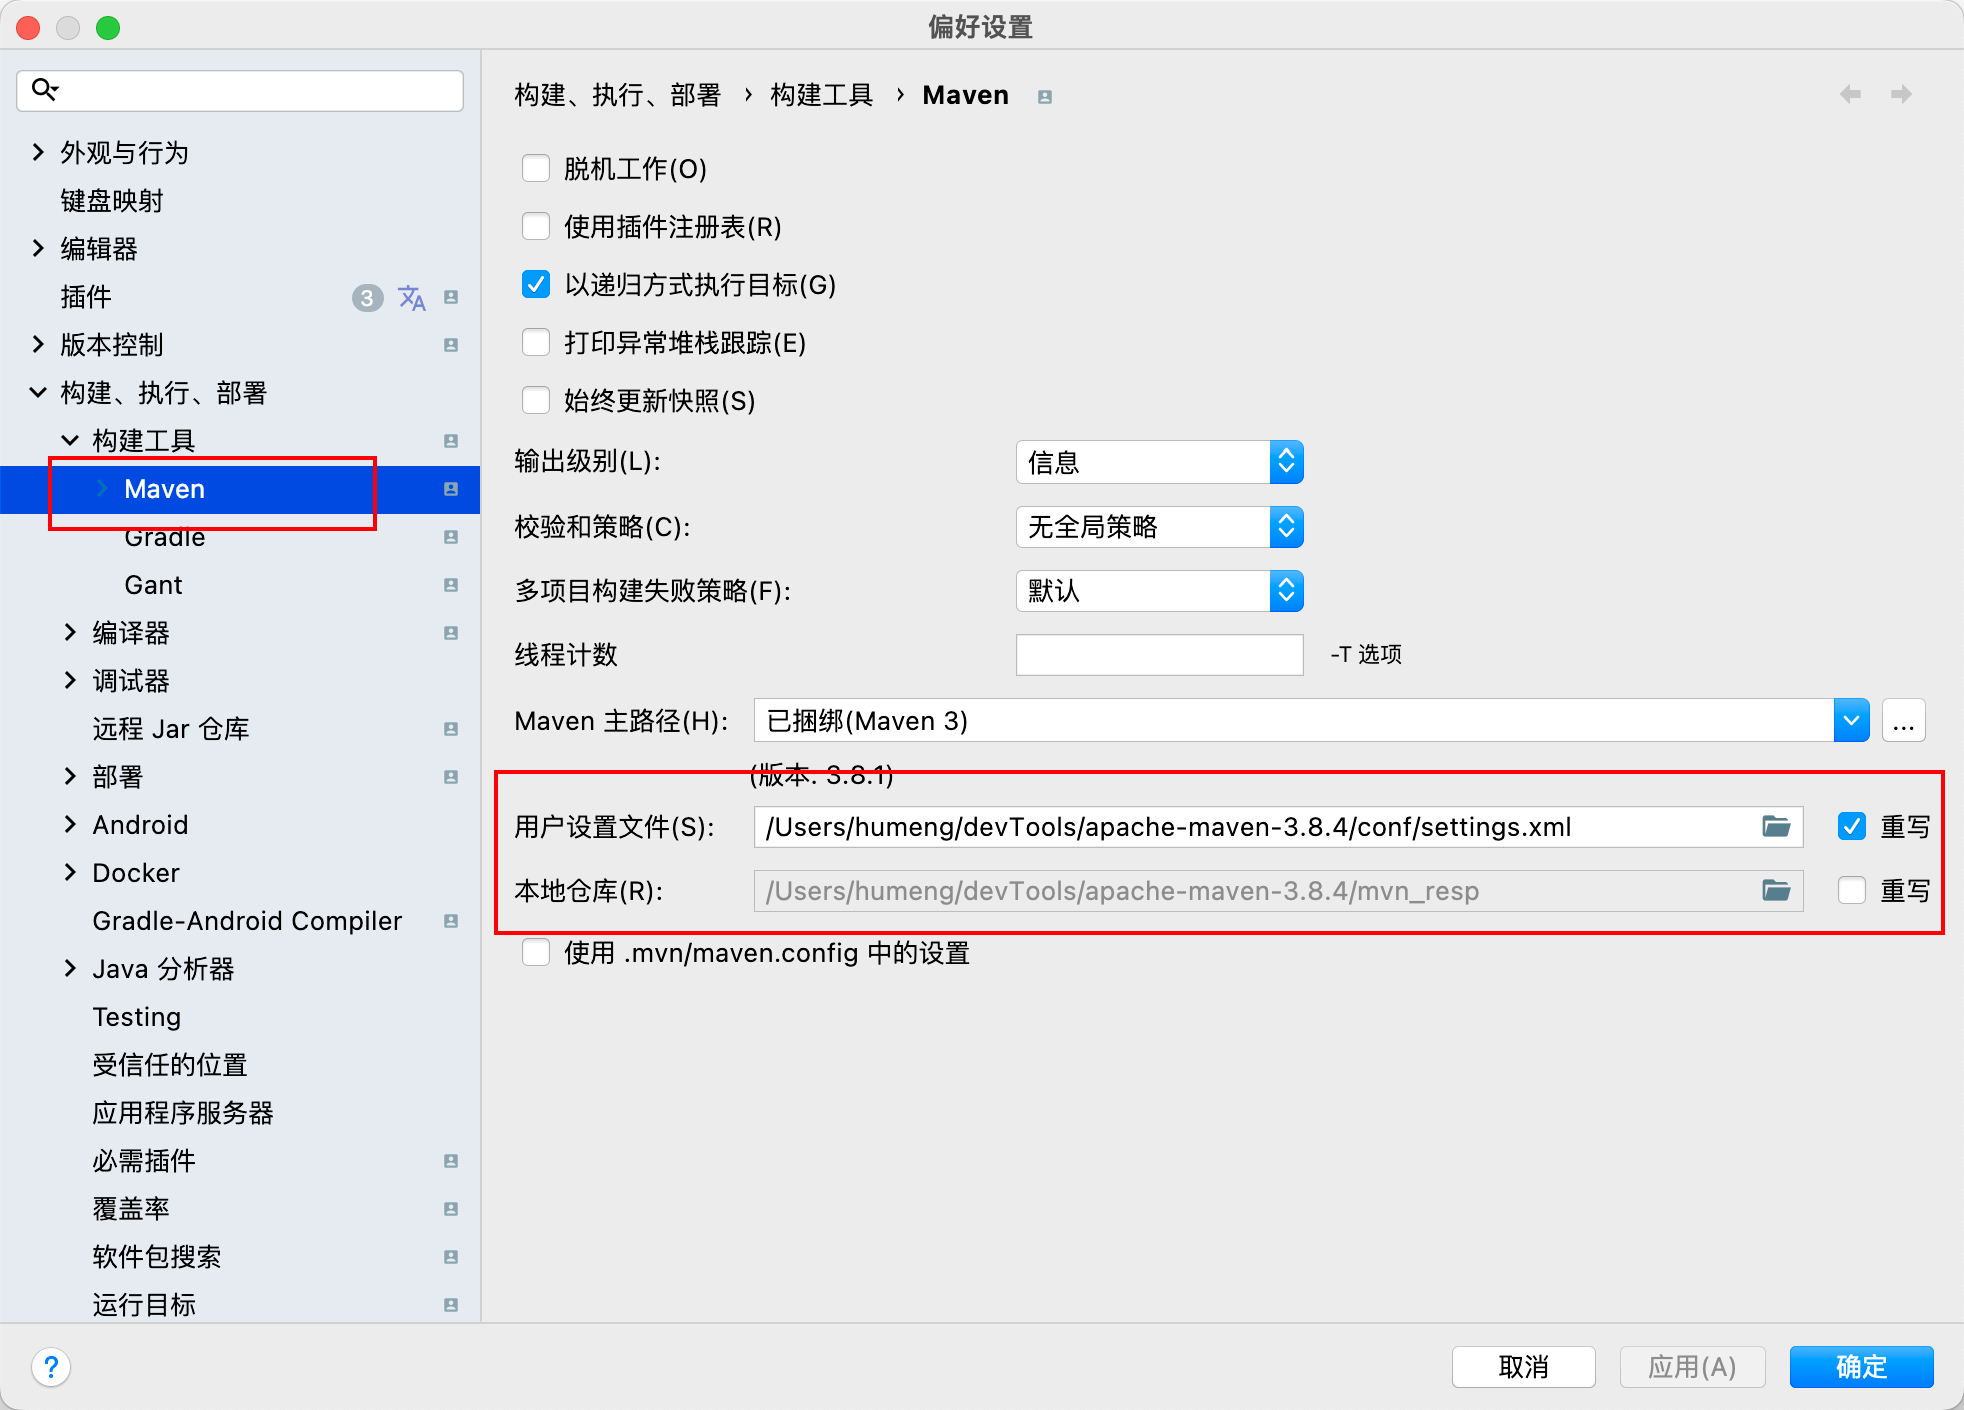 偏好设置
外观与行为
键盘映射
编辑器
插件 3
版本控制
构建、执行、部署
构建工具
Maven
Gradle
Gant
编译器
调试器
远程 Jar 仓库
部署
Android
Docker
Gradle-Android Compiler
Java 分析器
Testing
受信任的位置
应用程序服务器
必需插件
覆盖率
软件包搜索
运行目标
构建、执行、部署 › 构建工具 › Maven
脱机工作(O)
使用插件注册表(R)
以递归方式执行目标(G)
打印异常堆栈跟踪(E)
始终更新快照(S)
输出级别(L): 信息
校验和策略(C): 无全局策略
多项目构建失败策略(F): 默认
线程计数 -T 选项
Maven 主路径(H): 已捆绑(Maven 3) ...
(版本: 3.8.1)
用户设置文件(S): /Users/humeng/devTools/apache-maven-3.8.4/conf/settings.xml 重写
本地仓库(R): /Users/humeng/devTools/apache-maven-3.8.4/mvn_resp 重写
使用 .mvn/maven.config 中的设置
? 取消 应用(A) 确定